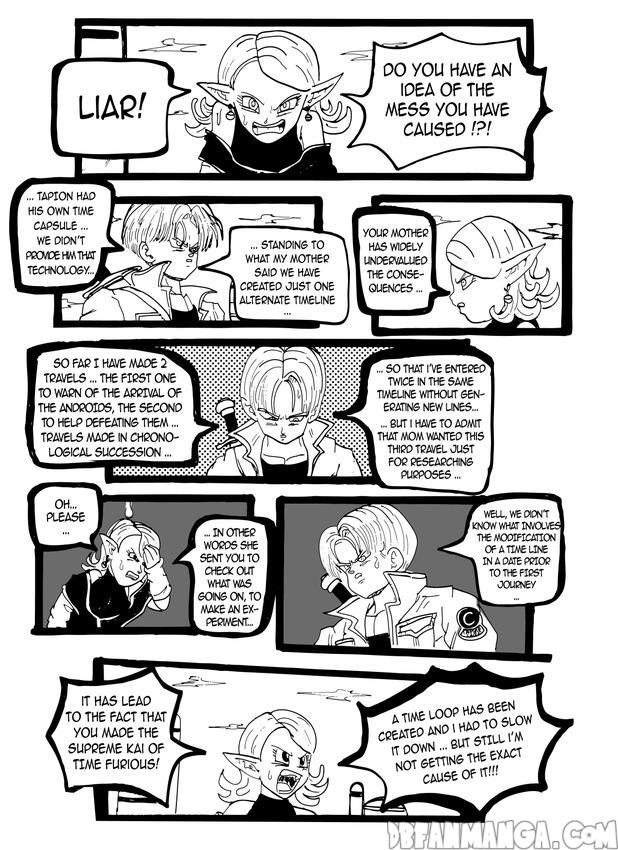 LIAR!
DO YOU HAVE AN
IDEA OF THE
MESS YOU HAVE
CAUSED !?!
... TAPION HAD
HIS OWN TIME
CAPSULE ...
WE DIDN'T
PROVIDE HIM THAT
TECHNOLOGY...
... STANDING TO
WHAT MY MOTHER
SAID WE HAVE
CREATED JUST ONE
ALTERNATE TIMELINE
...
YOUR MOTHER
HAS WIDELY
UNDERVALUED
THE CONSE-
QUENCES ...
SO FAR I HAVE MADE 2
TRAVELS ... THE FIRST ONE
TO WARN OF THE ARRIVAL OF
THE ANDROIDS, THE SECOND
TO HELP DEFEATING THEM ...
TRAVELS MADE IN CHRONO-
LOGICAL SUCCESSION ...
... SO THAT I'VE ENTERED
TWICE IN THE SAME
TIMELINE WITHOUT GEN-
ERATING NEW LINES...
... BUT I HAVE TO ADMIT
THAT MOM WANTED THIS
THIRD TRAVEL JUST
FOR RESEARCHING
PURPOSES ...
OH...
PLEASE
...
... IN OTHER
WORDS SHE
SENT YOU TO
CHECK OUT
WHAT WAS
GOING ON, TO
MAKE AN EX-
PERIMENT...
WELL, WE DIDN'T
KNOW WHAT INVOLVES
THE MODIFICATION
OF A TIME LINE
IN A DATE PRIOR
TO THE FIRST
JOURNEY
...
IT HAS LEAD
TO THE FACT THAT
YOU MADE THE
SUPREME KAI OF
TIME FURIOUS!
A TIME LOOP HAS BEEN
CREATED AND I HAD TO SLOW
IT DOWN ... BUT STILL I'M
NOT GETTING THE EXACT
CAUSE OF IT!!!
DBFANMANGA.COM